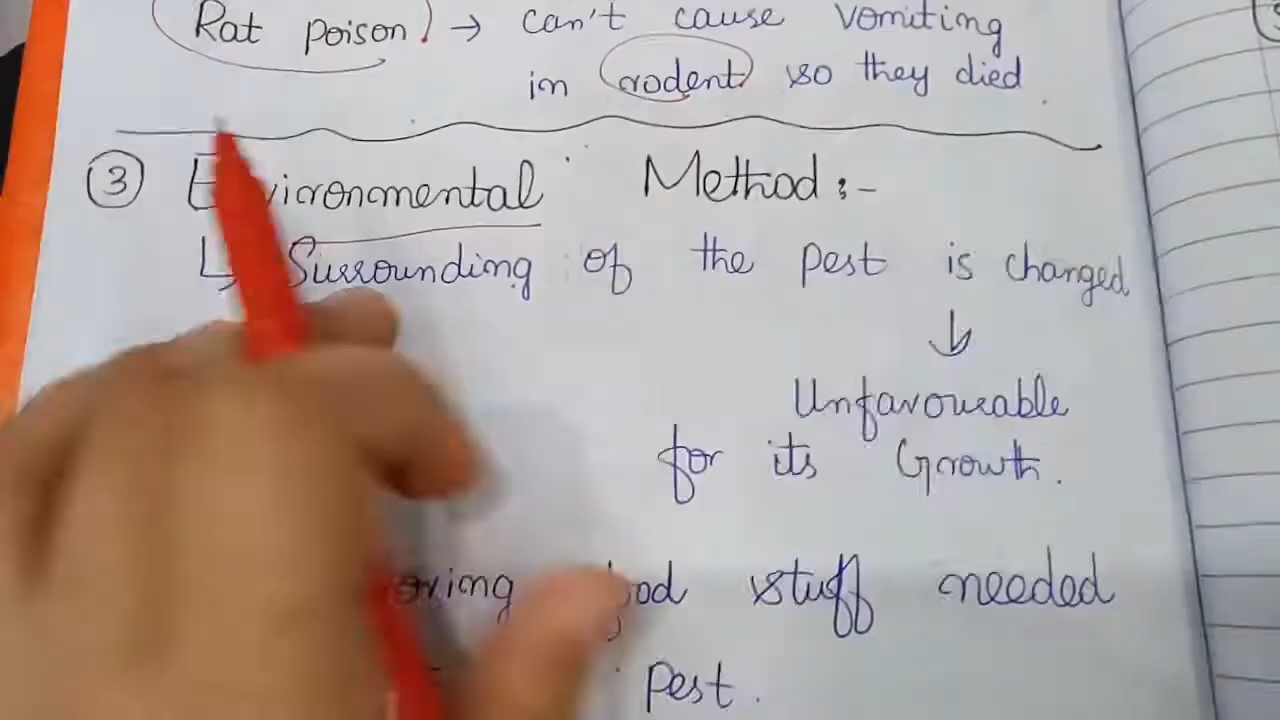 Rat poison) → can't cause vomiting
in rodent so they died.
③ Environmental Method :-
↳ Surrounding of the pest is changed
↓
Unfavourable
for its Growth.
stuff needed
Pest.